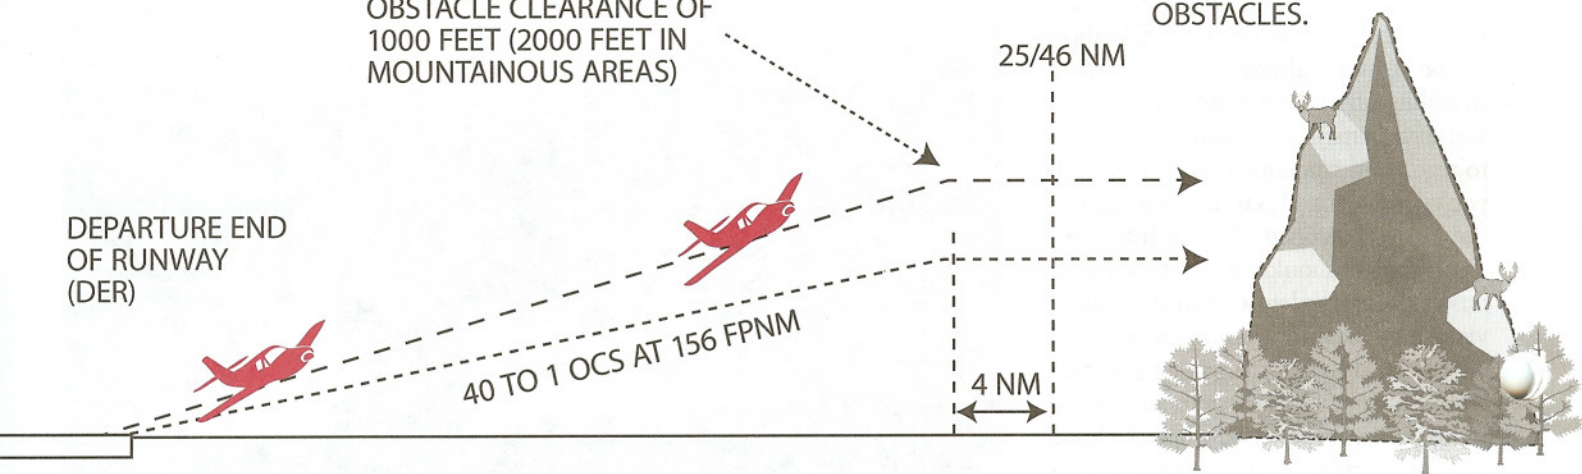 OBSTACLE CLEARANCE OF
1000 FEET (2000 FEET IN
MOUNTAINOUS AREAS)
OBSTACLES.
25/46 NM
DEPARTURE END
OF RUNWAY
(DER)
40 TO 1 OCS AT 156 FPNM
4 NM